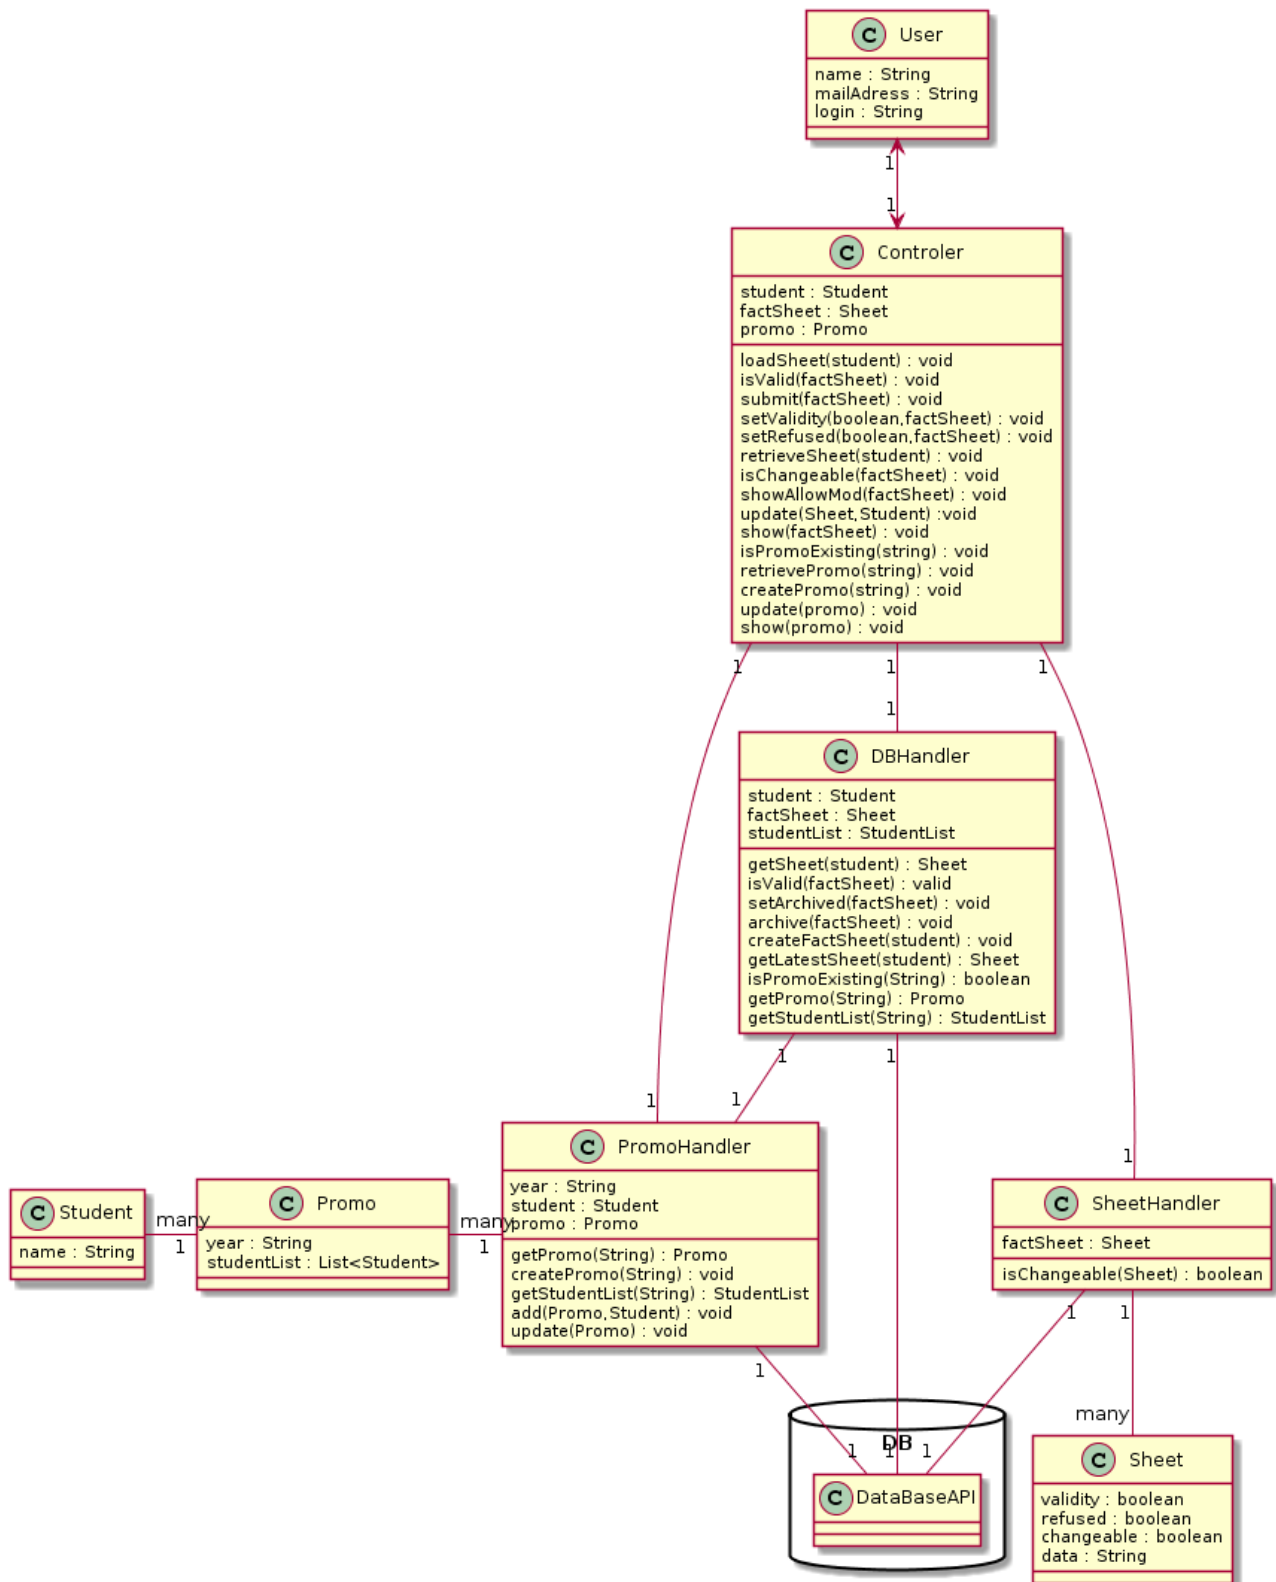 C User
name : String
mailAdress : String
login : String
1
1
C Controler
student : Student
factSheet : Sheet
promo : Promo
loadSheet(student) : void
isValid(factSheet) : void
submit(factSheet) : void
setValidity(boolean,factSheet) : void
setRefused(boolean,factSheet) : void
retrieveSheet(student) : void
isChangeable(factSheet) : void
showAllowMod(factSheet) : void
update(Sheet,Student) :void
show(factSheet) : void
isPromoExisting(string) : void
retrievePromo(string) : void
createPromo(string) : void
update(promo) : void
show(promo) : void
1 1 1
1
C DBHandler
student : Student
factSheet : Sheet
studentList : StudentList
getSheet(student) : Sheet
isValid(factSheet) : valid
setArchived(factSheet) : void
archive(factSheet) : void
createFactSheet(student) : void
getLatestSheet(student) : Sheet
isPromoExisting(String) : boolean
getPromo(String) : Promo
getStudentList(String) : StudentList
1 1
1 1
1
C PromoHandler
year : String
student : Student
promo : Promo
getPromo(String) : Promo
createPromo(String) : void
getStudentList(String) : StudentList
add(Promo,Student) : void
update(Promo) : void
C Student
name : String
many
1
C Promo
year : String
studentList : List<Student>
many
1
C SheetHandler
factSheet : Sheet
isChangeable(Sheet) : boolean
1 1
1
many
DB
1 1 1
C DataBaseAPI
C Sheet
validity : boolean
refused : boolean
changeable : boolean
data : String